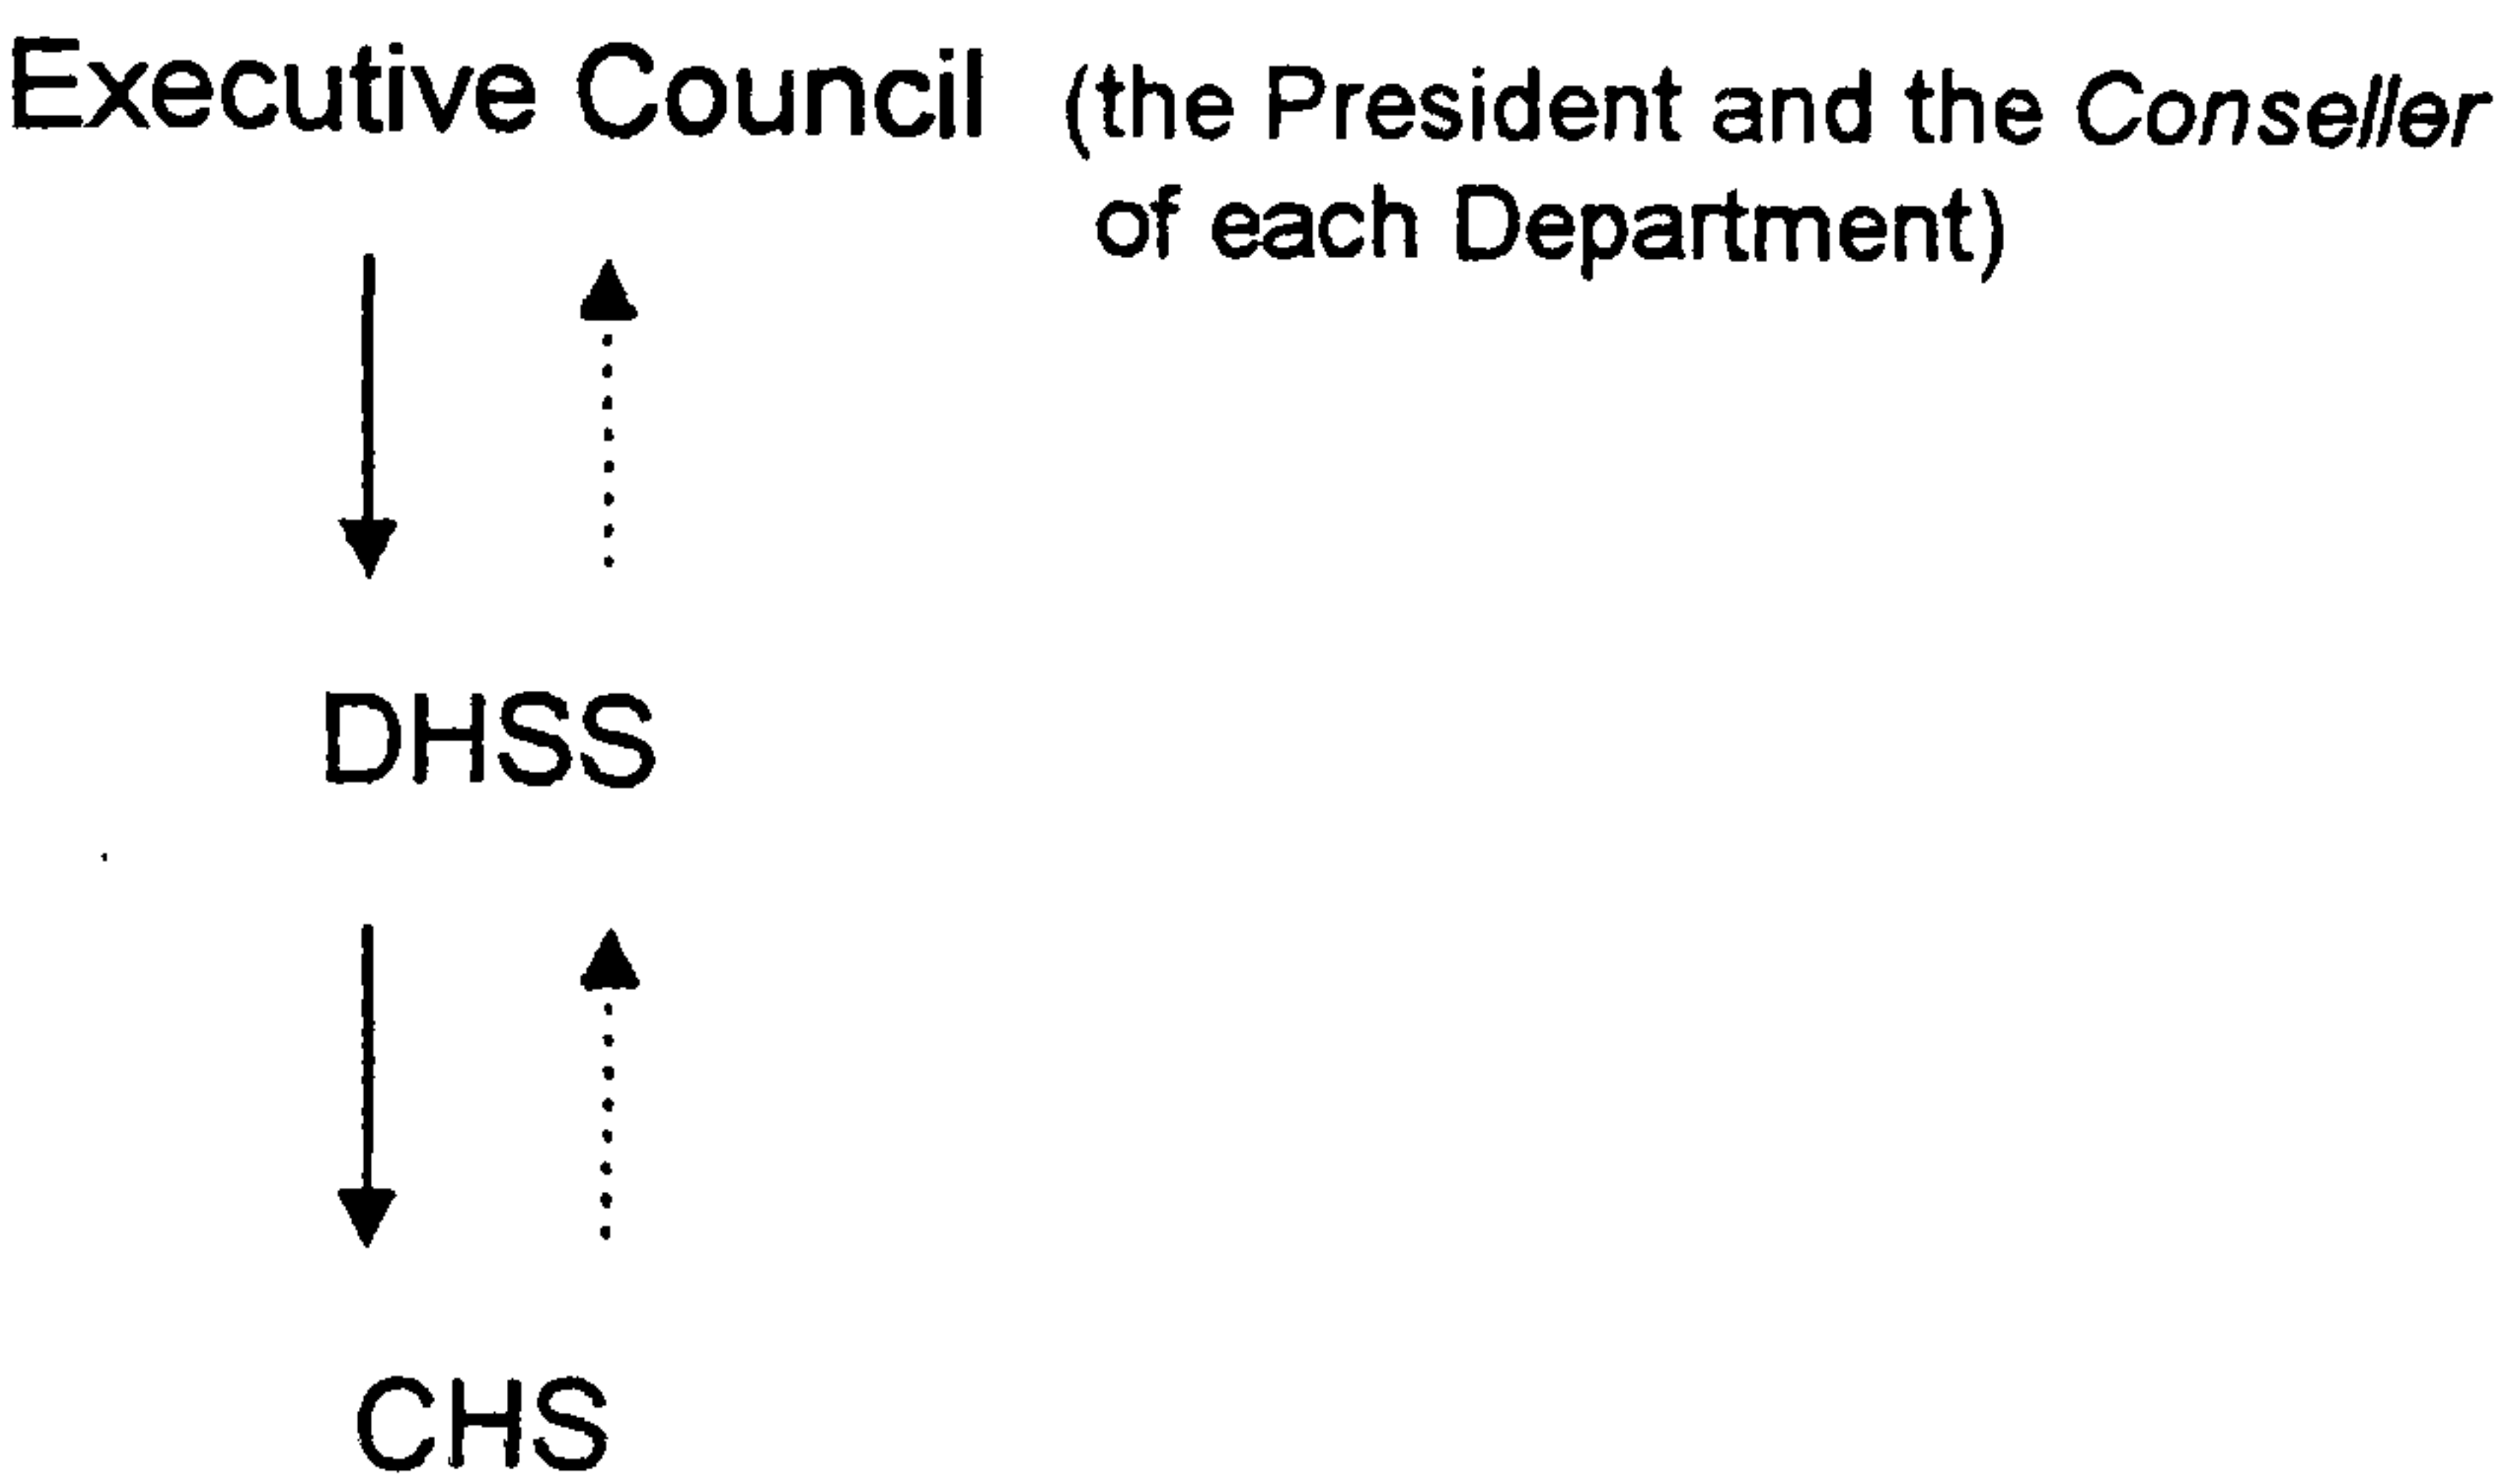 Executive Council (the President and the Conseller
of each Department)
DHSS
CHS